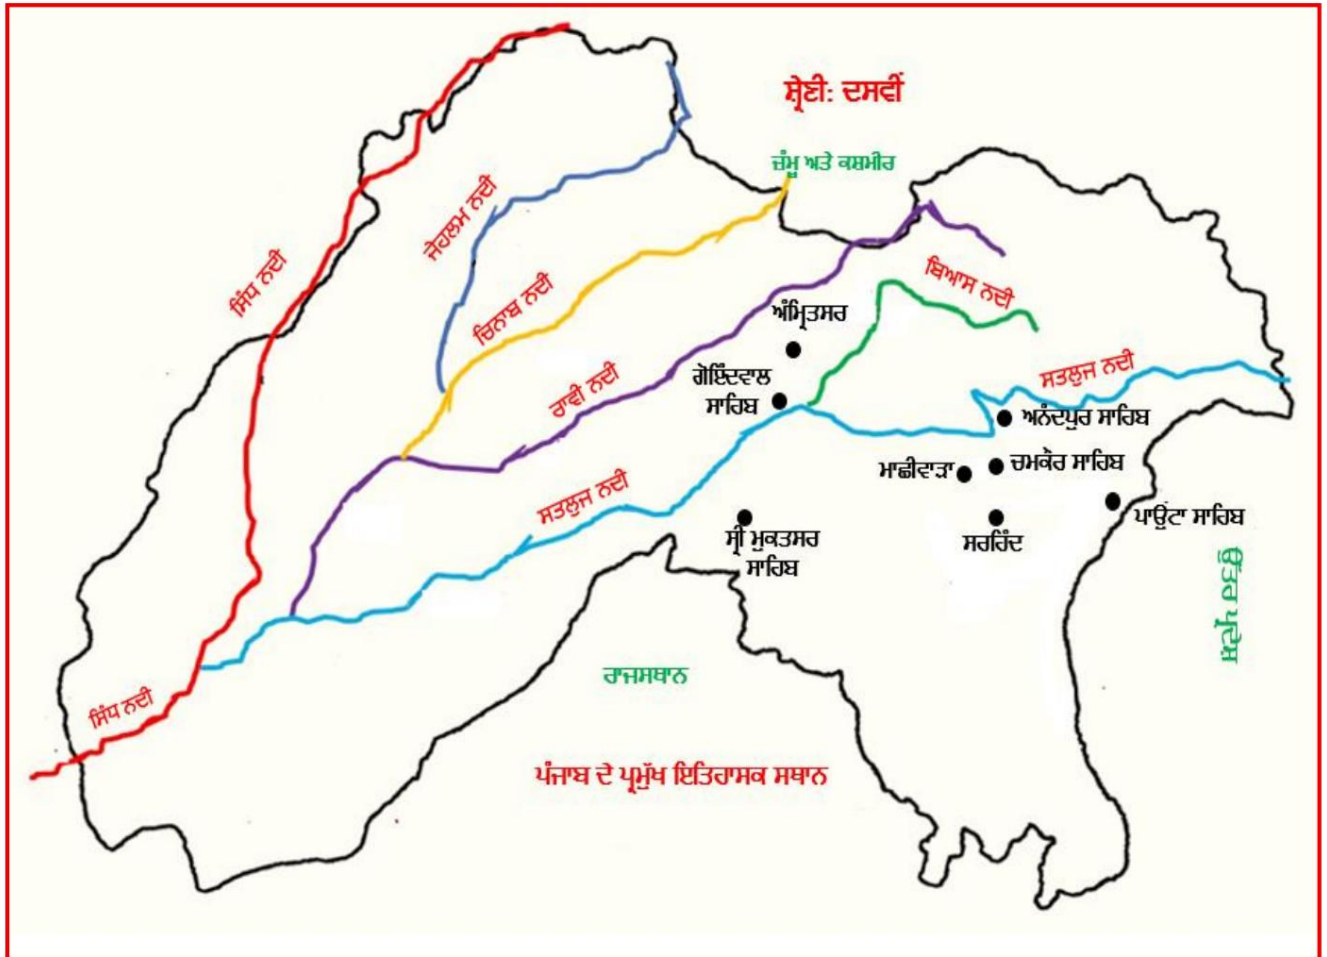 ਸ਼੍ਰੇਣੀ: ਦਸਵੀਂ
ਜੰਮੂ ਅਤੇ ਕਸ਼ਮੀਰ
ਜੇਹਲਮ ਨਦੀ
ਸਿੰਧ ਨਦੀ
ਚਿਨਾਬ ਨਦੀ
ਬਿਆਸ ਨਦੀ
ਅੰਮ੍ਰਿਤਸਰ
ਰਾਵੀ ਨਦੀ
ਗੋਇੰਦਵਾਲ
ਸਾਹਿਬ
ਸਤਲੁਜ ਨਦੀ
ਅਨੰਦਪੁਰ ਸਾਹਿਬ
ਮਾਛੀਵਾੜਾ
ਚਮਕੌਰ ਸਾਹਿਬ
ਸਤਲੁਜ ਨਦੀ
ਪਾਉਂਟਾ ਸਾਹਿਬ
ਸ੍ਰੀ ਮੁਕਤਸਰ
ਸਾਹਿਬ
ਸਰਹਿੰਦ
ਉੱਤਰ ਪ੍ਰਦੇਸ਼
ਰਾਜਸਥਾਨ
ਸਿੰਧ ਨਦੀ
ਪੰਜਾਬ ਦੇ ਪ੍ਰਮੁੱਖ ਇਤਿਹਾਸਕ ਸਥਾਨ